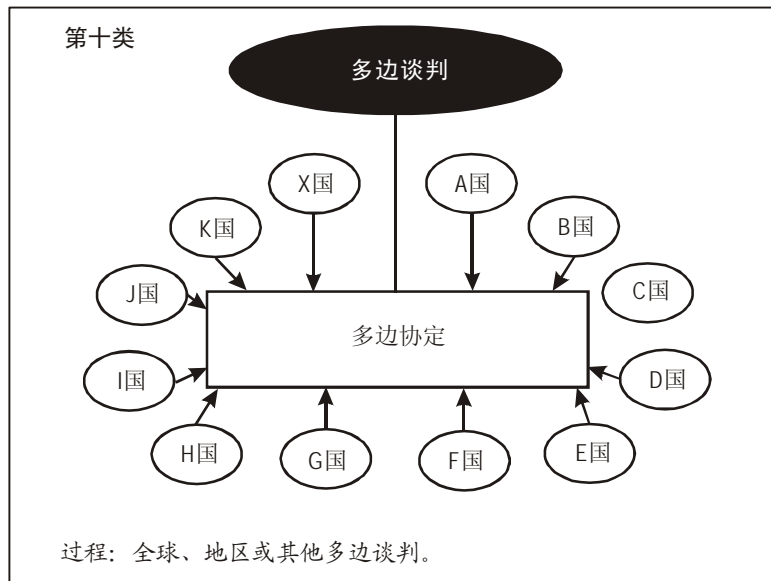 第十类
多边谈判
X国
A国
K国
B国
J国
C国
多边协定
I国
D国
H国
G国
F国
E国
过程：全球、地区或其他多边谈判。